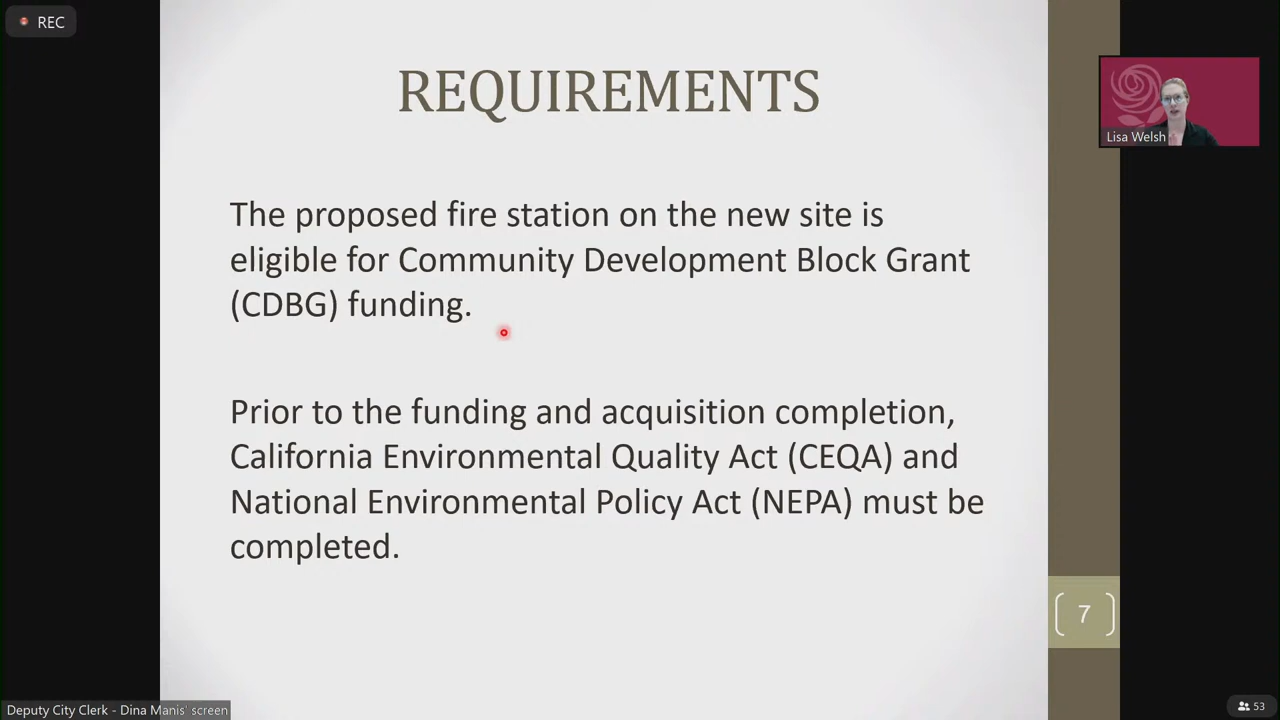 REC
REQUIREMENTS
Lisa Welsh
The proposed fire station on the new site is
eligible for Community Development Block Grant
(CDBG) funding.
Prior to the funding and acquisition completion,
California Environmental Quality Act (CEQA) and
National Environmental Policy Act (NEPA) must be
completed.
7
Deputy City Clerk - Dina Manis' screen
53